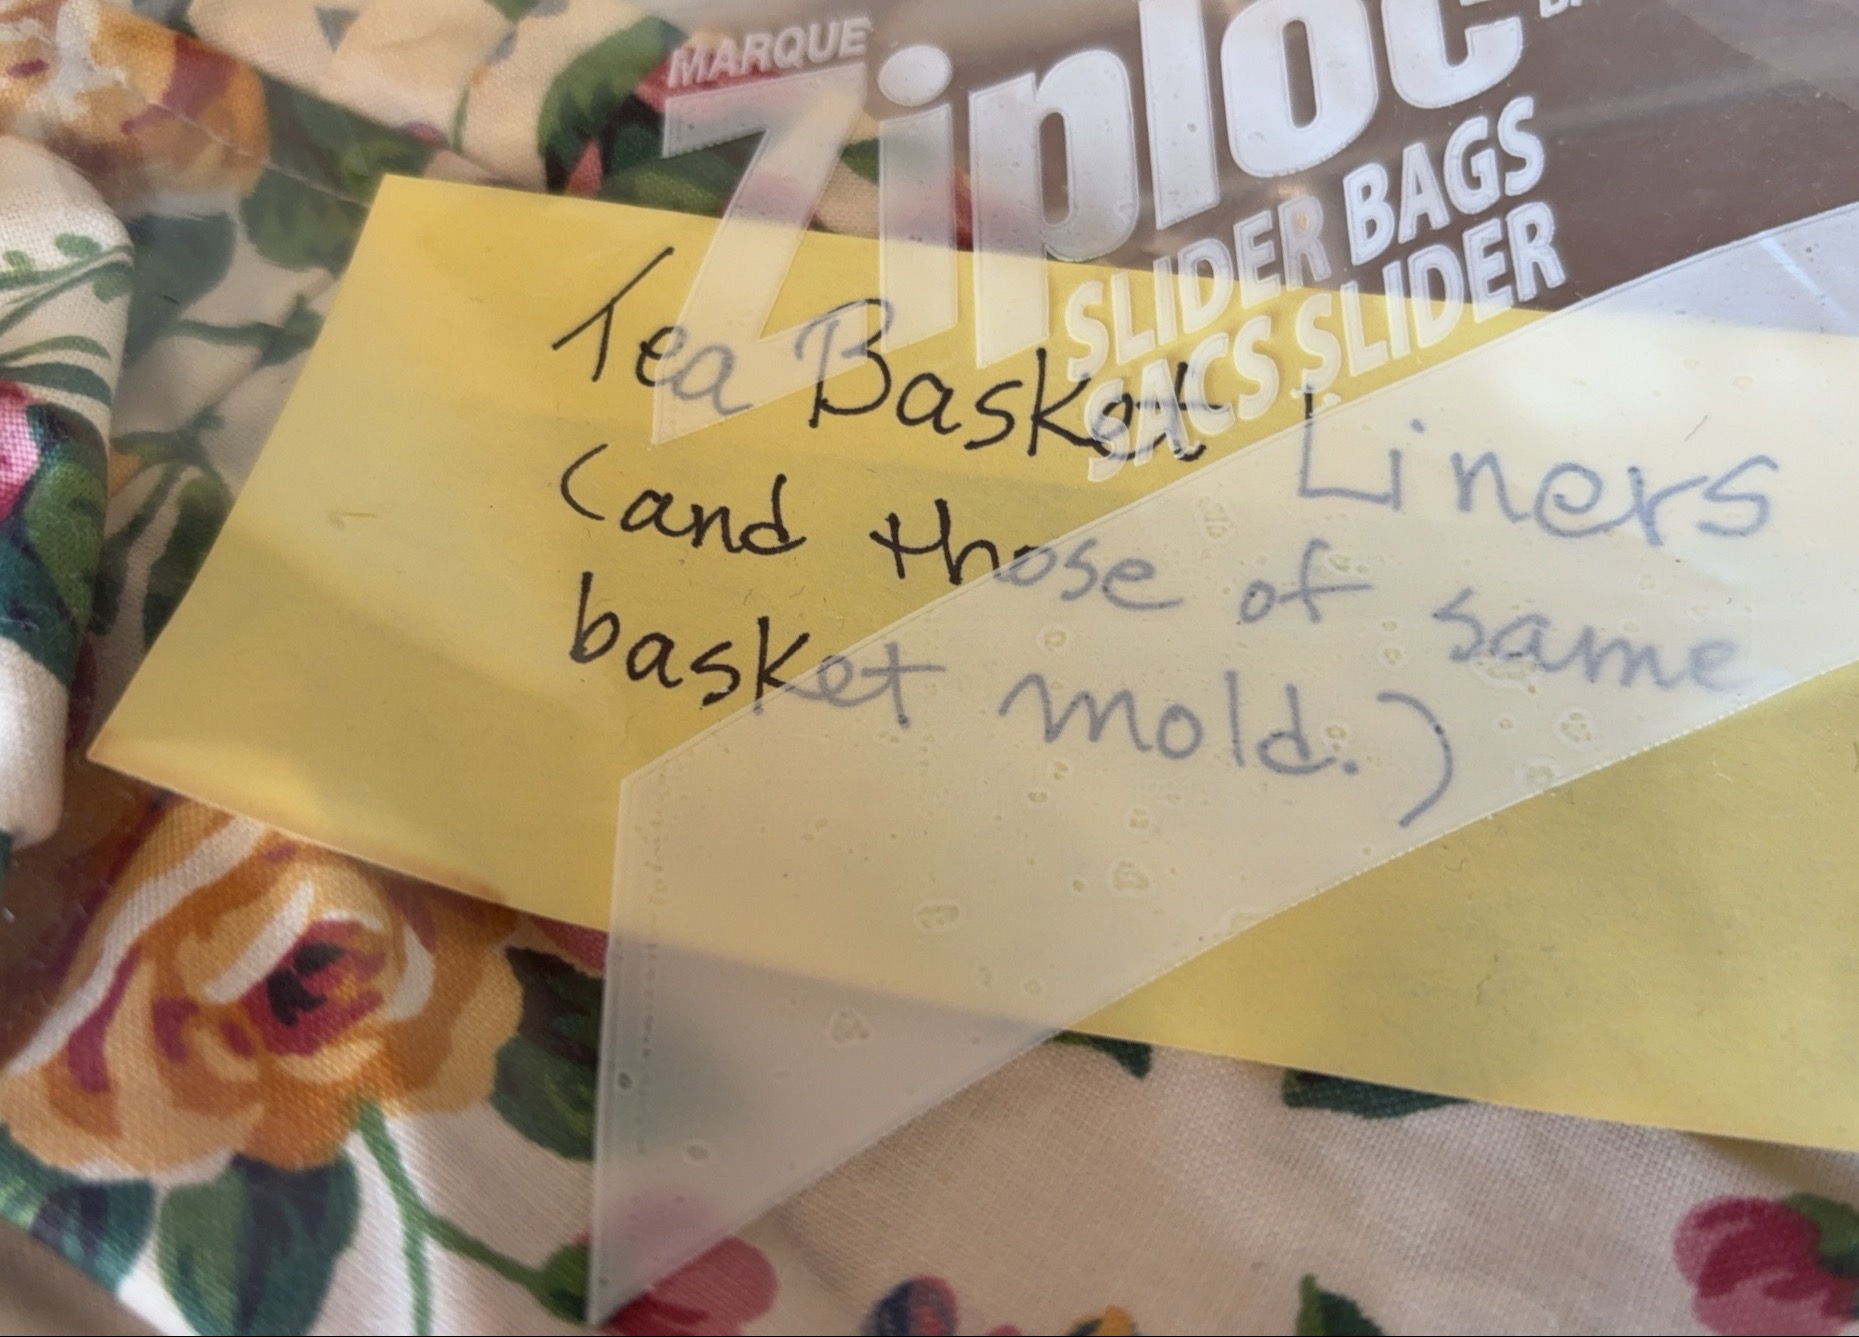 MARQUE
Ziploc
SLIDER BAGS
SACS SLIDER
Tea Basket Liners
(and those of same
basket mold.)